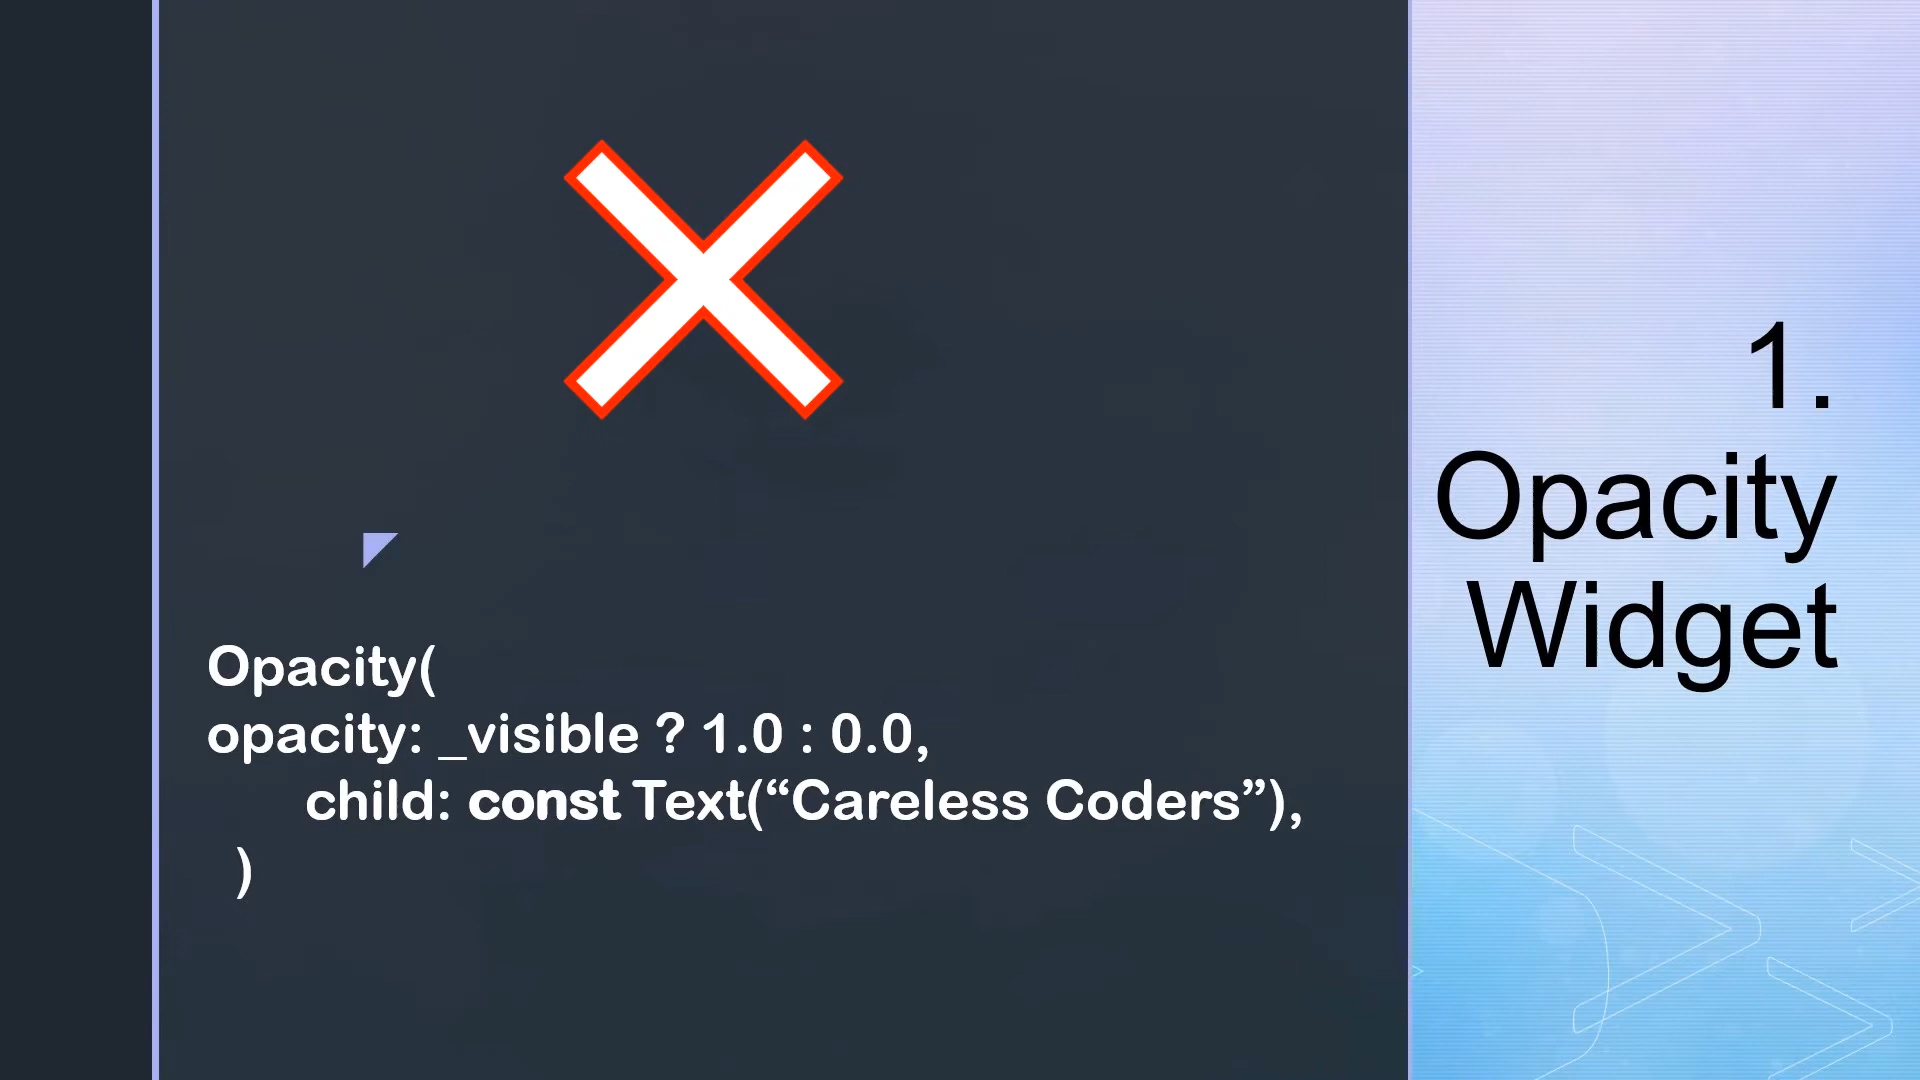 1.
Opacity
Widget
Opacity(
opacity: _visible ? 1.0 : 0.0,
child: const Text(“Careless Coders”),
)